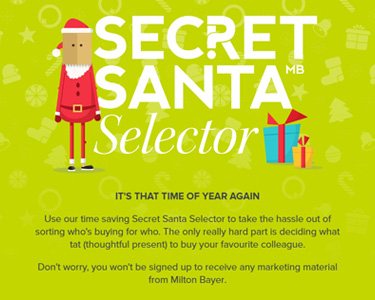 SECRET
SANTA MB
Selector
IT'S THAT TIME OF YEAR AGAIN
Use our time saving Secret Santa Selector to take the hassle out of
sorting who's buying for who. The only really hard part is deciding what
tat (thoughtful present) to buy your favourite colleague.
Don't worry, you won't be signed up to receive any marketing material
from Milton Bayer.